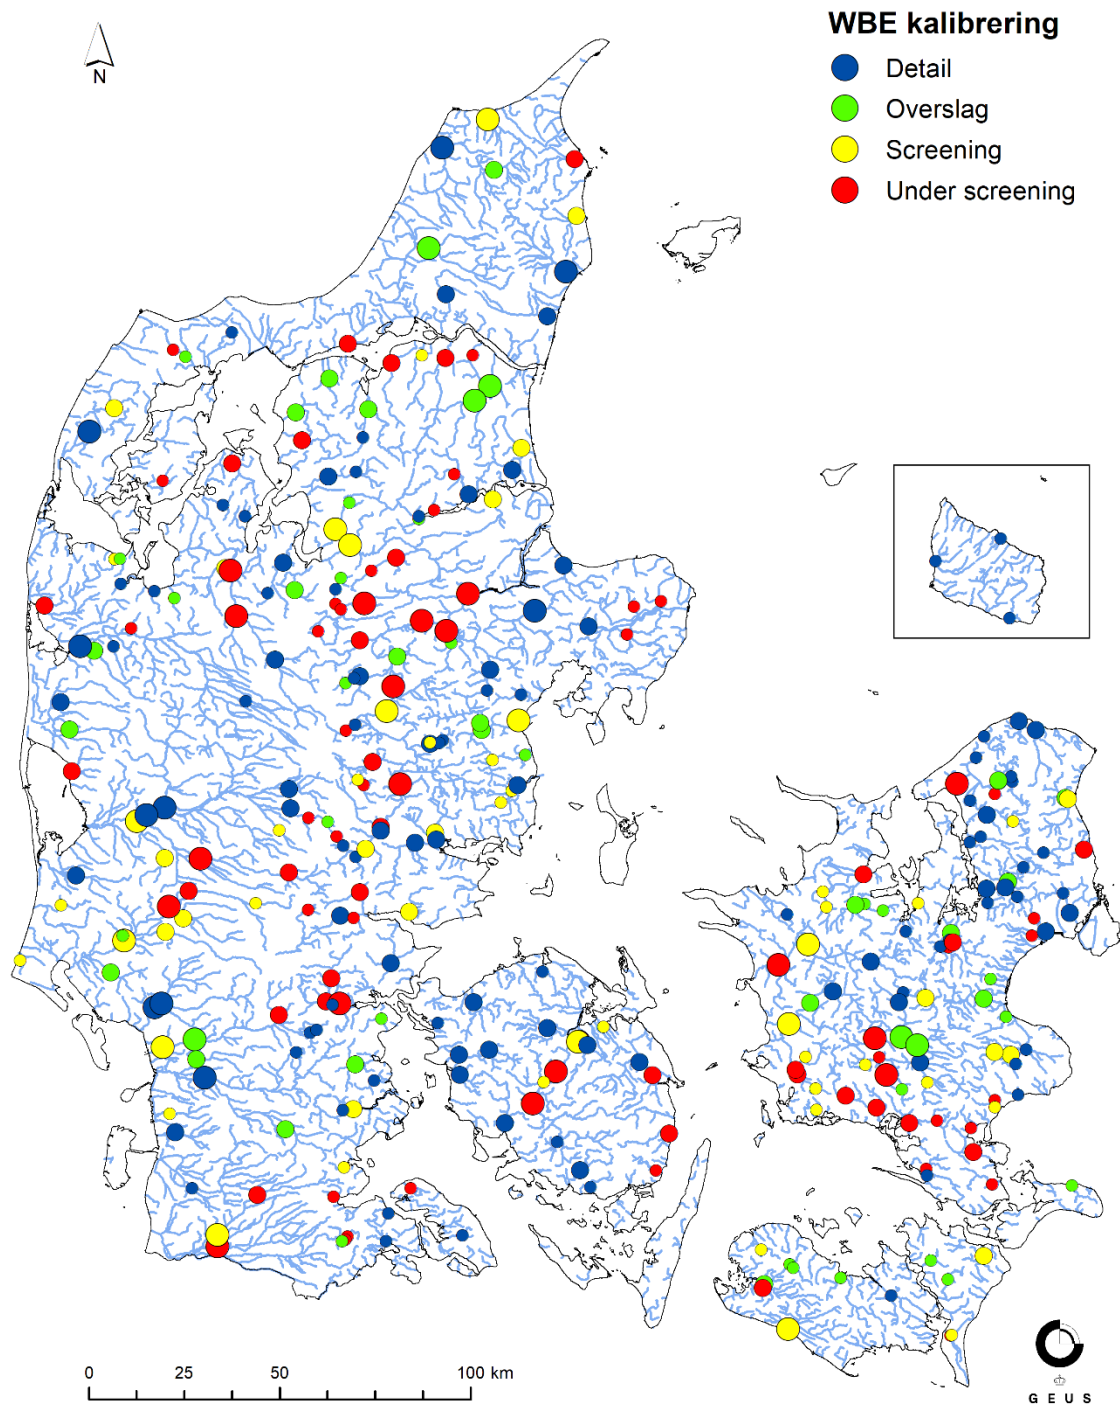 WBE kalibrering
Detail
Overslag
Screening
Under screening
N
0 25 50 100 km
G E U S